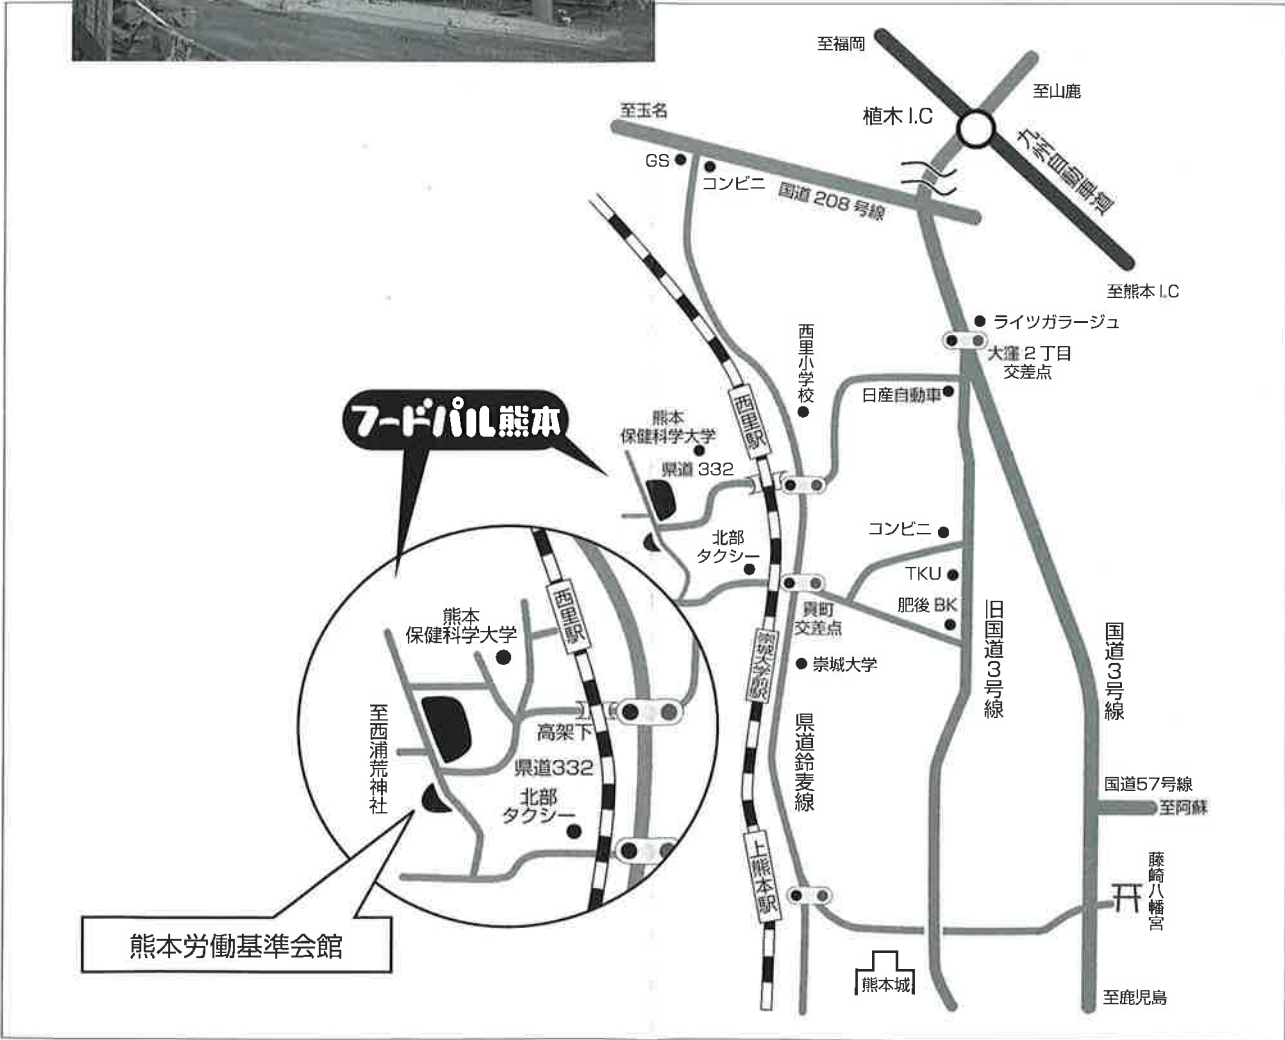 至福岡
至山鹿
植木I.C
九州自動車道
至玉名
GS
コンビニ
国道208号線
至熊本I.C
ライツガラージュ
大窪2丁目
交差点
西里小学校
日産自動車
フードパル熊本
熊本
保健科学大学
西里駅
県道332
コンビニ
北部
タクシー
TKU
肥後BK
貢町
交差点
旧国道3号線
国道3号線
崇城大学前駅
崇城大学
県道鈴麦線
西里駅
熊本
保健科学大学
至西浦荒神社
高架下
県道332
北部
タクシー
国道57号線
至阿蘇
上熊本駅
藤崎八幡宮
熊本労働基準会館
熊本城
至鹿児島